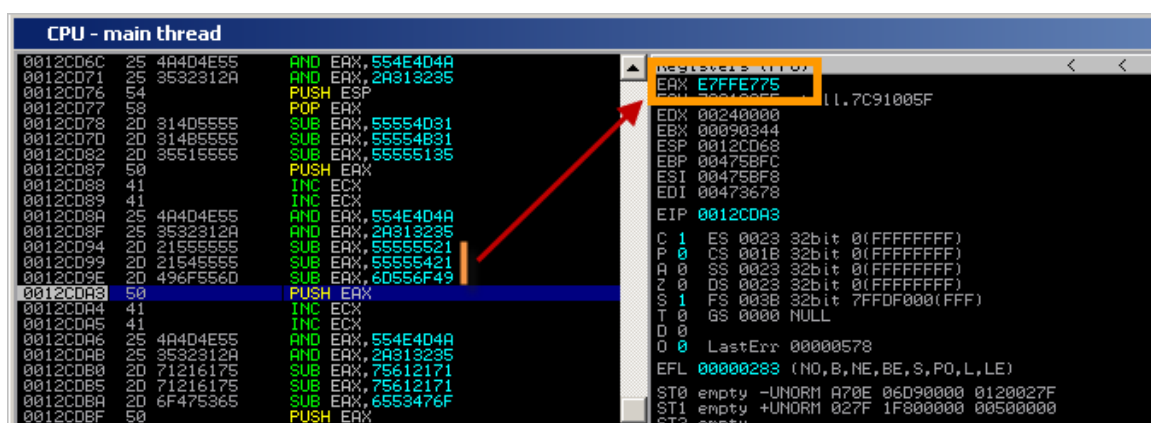 CPU - main thread
0012CD6C 25 4A4D4E55 AND EAX,554E4D4A
0012CD71 25 3532312A AND EAX,2A313235
0012CD76 54 PUSH ESP
0012CD77 58 POP EAX
0012CD78 2D 314D5555 SUB EAX,55554D31
0012CD7D 2D 314B5555 SUB EAX,55554B31
0012CD82 2D 35515555 SUB EAX,55555135
0012CD87 50 PUSH EAX
0012CD88 41 INC ECX
0012CD89 41 INC ECX
0012CD8A 25 4A4D4E55 AND EAX,554E4D4A
0012CD8F 25 3532312A AND EAX,2A313235
0012CD94 2D 21555555 SUB EAX,55555521
0012CD99 2D 21545555 SUB EAX,55555421
0012CD9E 2D 496F556D SUB EAX,6D556F49
0012CDA3 50 PUSH EAX
0012CDA4 41 INC ECX
0012CDA5 41 INC ECX
0012CDA6 25 4A4D4E55 AND EAX,554E4D4A
0012CDAB 25 3532312A AND EAX,2A313235
0012CDB0 2D 71216175 SUB EAX,75612171
0012CDB5 2D 71216175 SUB EAX,75612171
0012CDBA 2D 6F475365 SUB EAX,6553476F
0012CDBF 50 PUSH EAX
Registers (FPU) < <
EAX E7FFE775
ll.7C91005F
EDX 00240000
EBX 00090344
ESP 0012CD68
EBP 00475BFC
ESI 00475BF8
EDI 00473678
EIP 0012CDA3
C 1 ES 0023 32bit 0(FFFFFFFF)
P 0 CS 001B 32bit 0(FFFFFFFF)
A 0 SS 0023 32bit 0(FFFFFFFF)
Z 0 DS 0023 32bit 0(FFFFFFFF)
S 1 FS 003B 32bit 7FFDF000(FFF)
T 0 GS 0000 NULL
D 0
O 0 LastErr 00000578
EFL 00000283 (NO,B,NE,BE,S,PO,L,LE)
ST0 empty -UNORM A70E 06D90000 0120027F
ST1 empty +UNORM 027F 1F800000 00500000